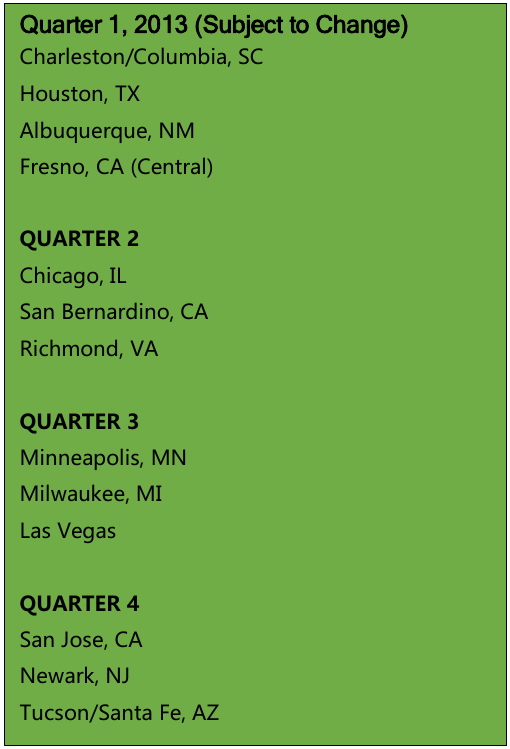 Quarter 1, 2013 (Subject to Change)
Charleston/Columbia, SC
Houston, TX
Albuquerque, NM
Fresno, CA (Central)
QUARTER 2
Chicago, IL
San Bernardino, CA
Richmond, VA
QUARTER 3
Minneapolis, MN
Milwaukee, MI
Las Vegas
QUARTER 4
San Jose, CA
Newark, NJ
Tucson/Santa Fe, AZ